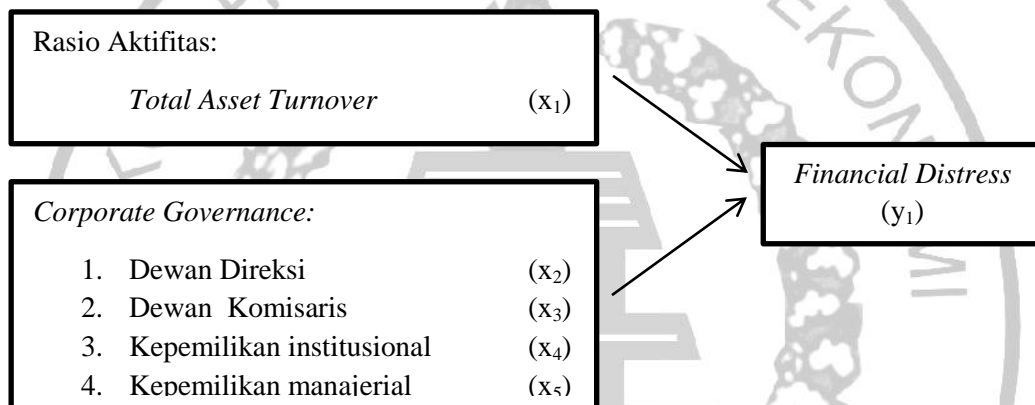 Rasio Aktifitas:
Total Asset Turnover (x₁)
Financial Distress
(y₁)
Corporate Governance:
1. Dewan Direksi (x₂)
2. Dewan Komisaris (x₃)
3. Kepemilikan institusional (x₄)
4. Kepemilikan manajerial (x₅)
EKONOMI